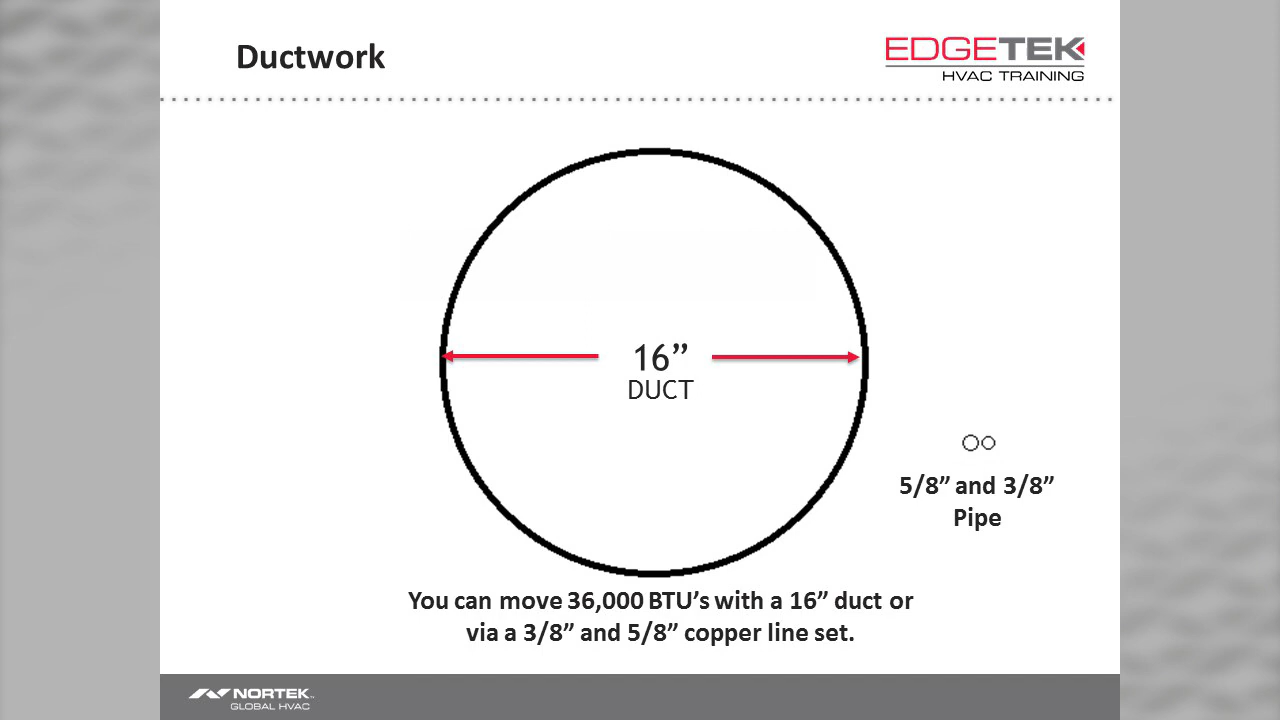 Ductwork
EDGETEK
HVAC TRAINING
16”
DUCT
5/8” and 3/8”
Pipe
You can move 36,000 BTU’s with a 16” duct or
via a 3/8” and 5/8” copper line set.
NORTEK
GLOBAL HVAC